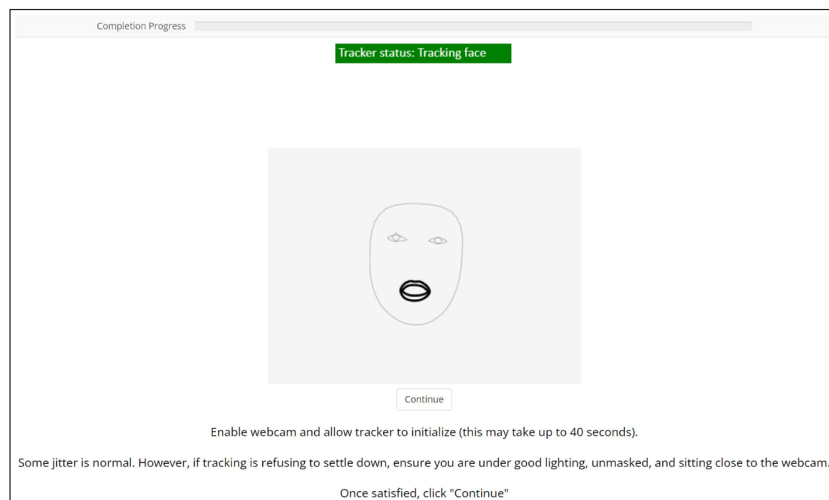 Completion Progress
Tracker status: Tracking face
Continue
Enable webcam and allow tracker to initialize (this may take up to 40 seconds).
Some jitter is normal. However, if tracking is refusing to settle down, ensure you are under good lighting, unmasked, and sitting close to the webcam.
Once satisfied, click "Continue"